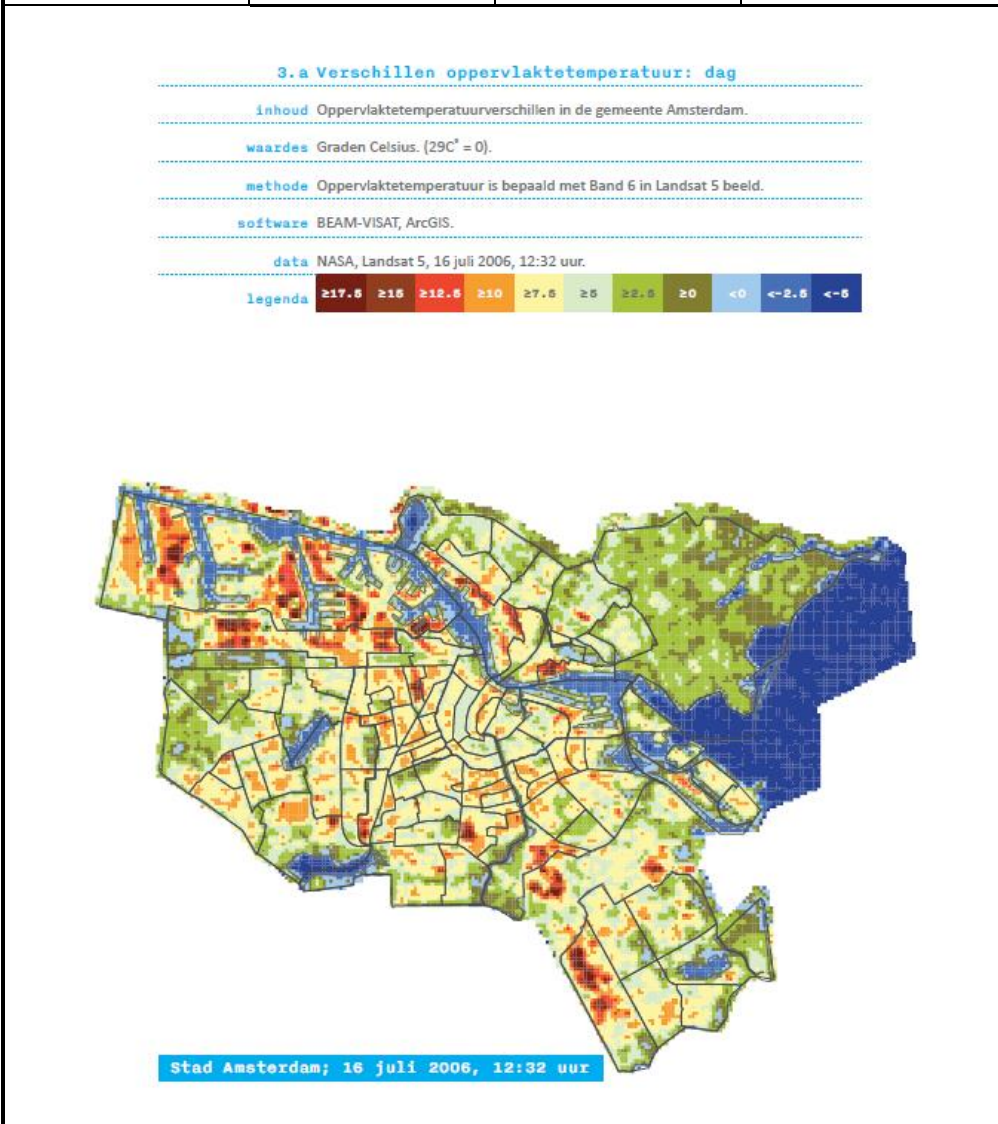 3.a Verschillen oppervlaktetemperatuur: dag
inhoud Oppervlaktetemperatuurverschillen in de gemeente Amsterdam.
waardes Graden Celsius. (29C° = 0).
methode Oppervlaktetemperatuur is bepaald met Band 6 in Landsat 5 beeld.
software BEAM-VISAT, ArcGIS.
data NASA, Landsat 5, 16 juli 2006, 12:32 uur.
legenda ≥17.5 ≥15 ≥12.5 ≥10 ≥7.5 ≥5 ≥2.5 ≥0 <0 <-2.5 <-5
Stad Amsterdam; 16 juli 2006, 12:32 uur